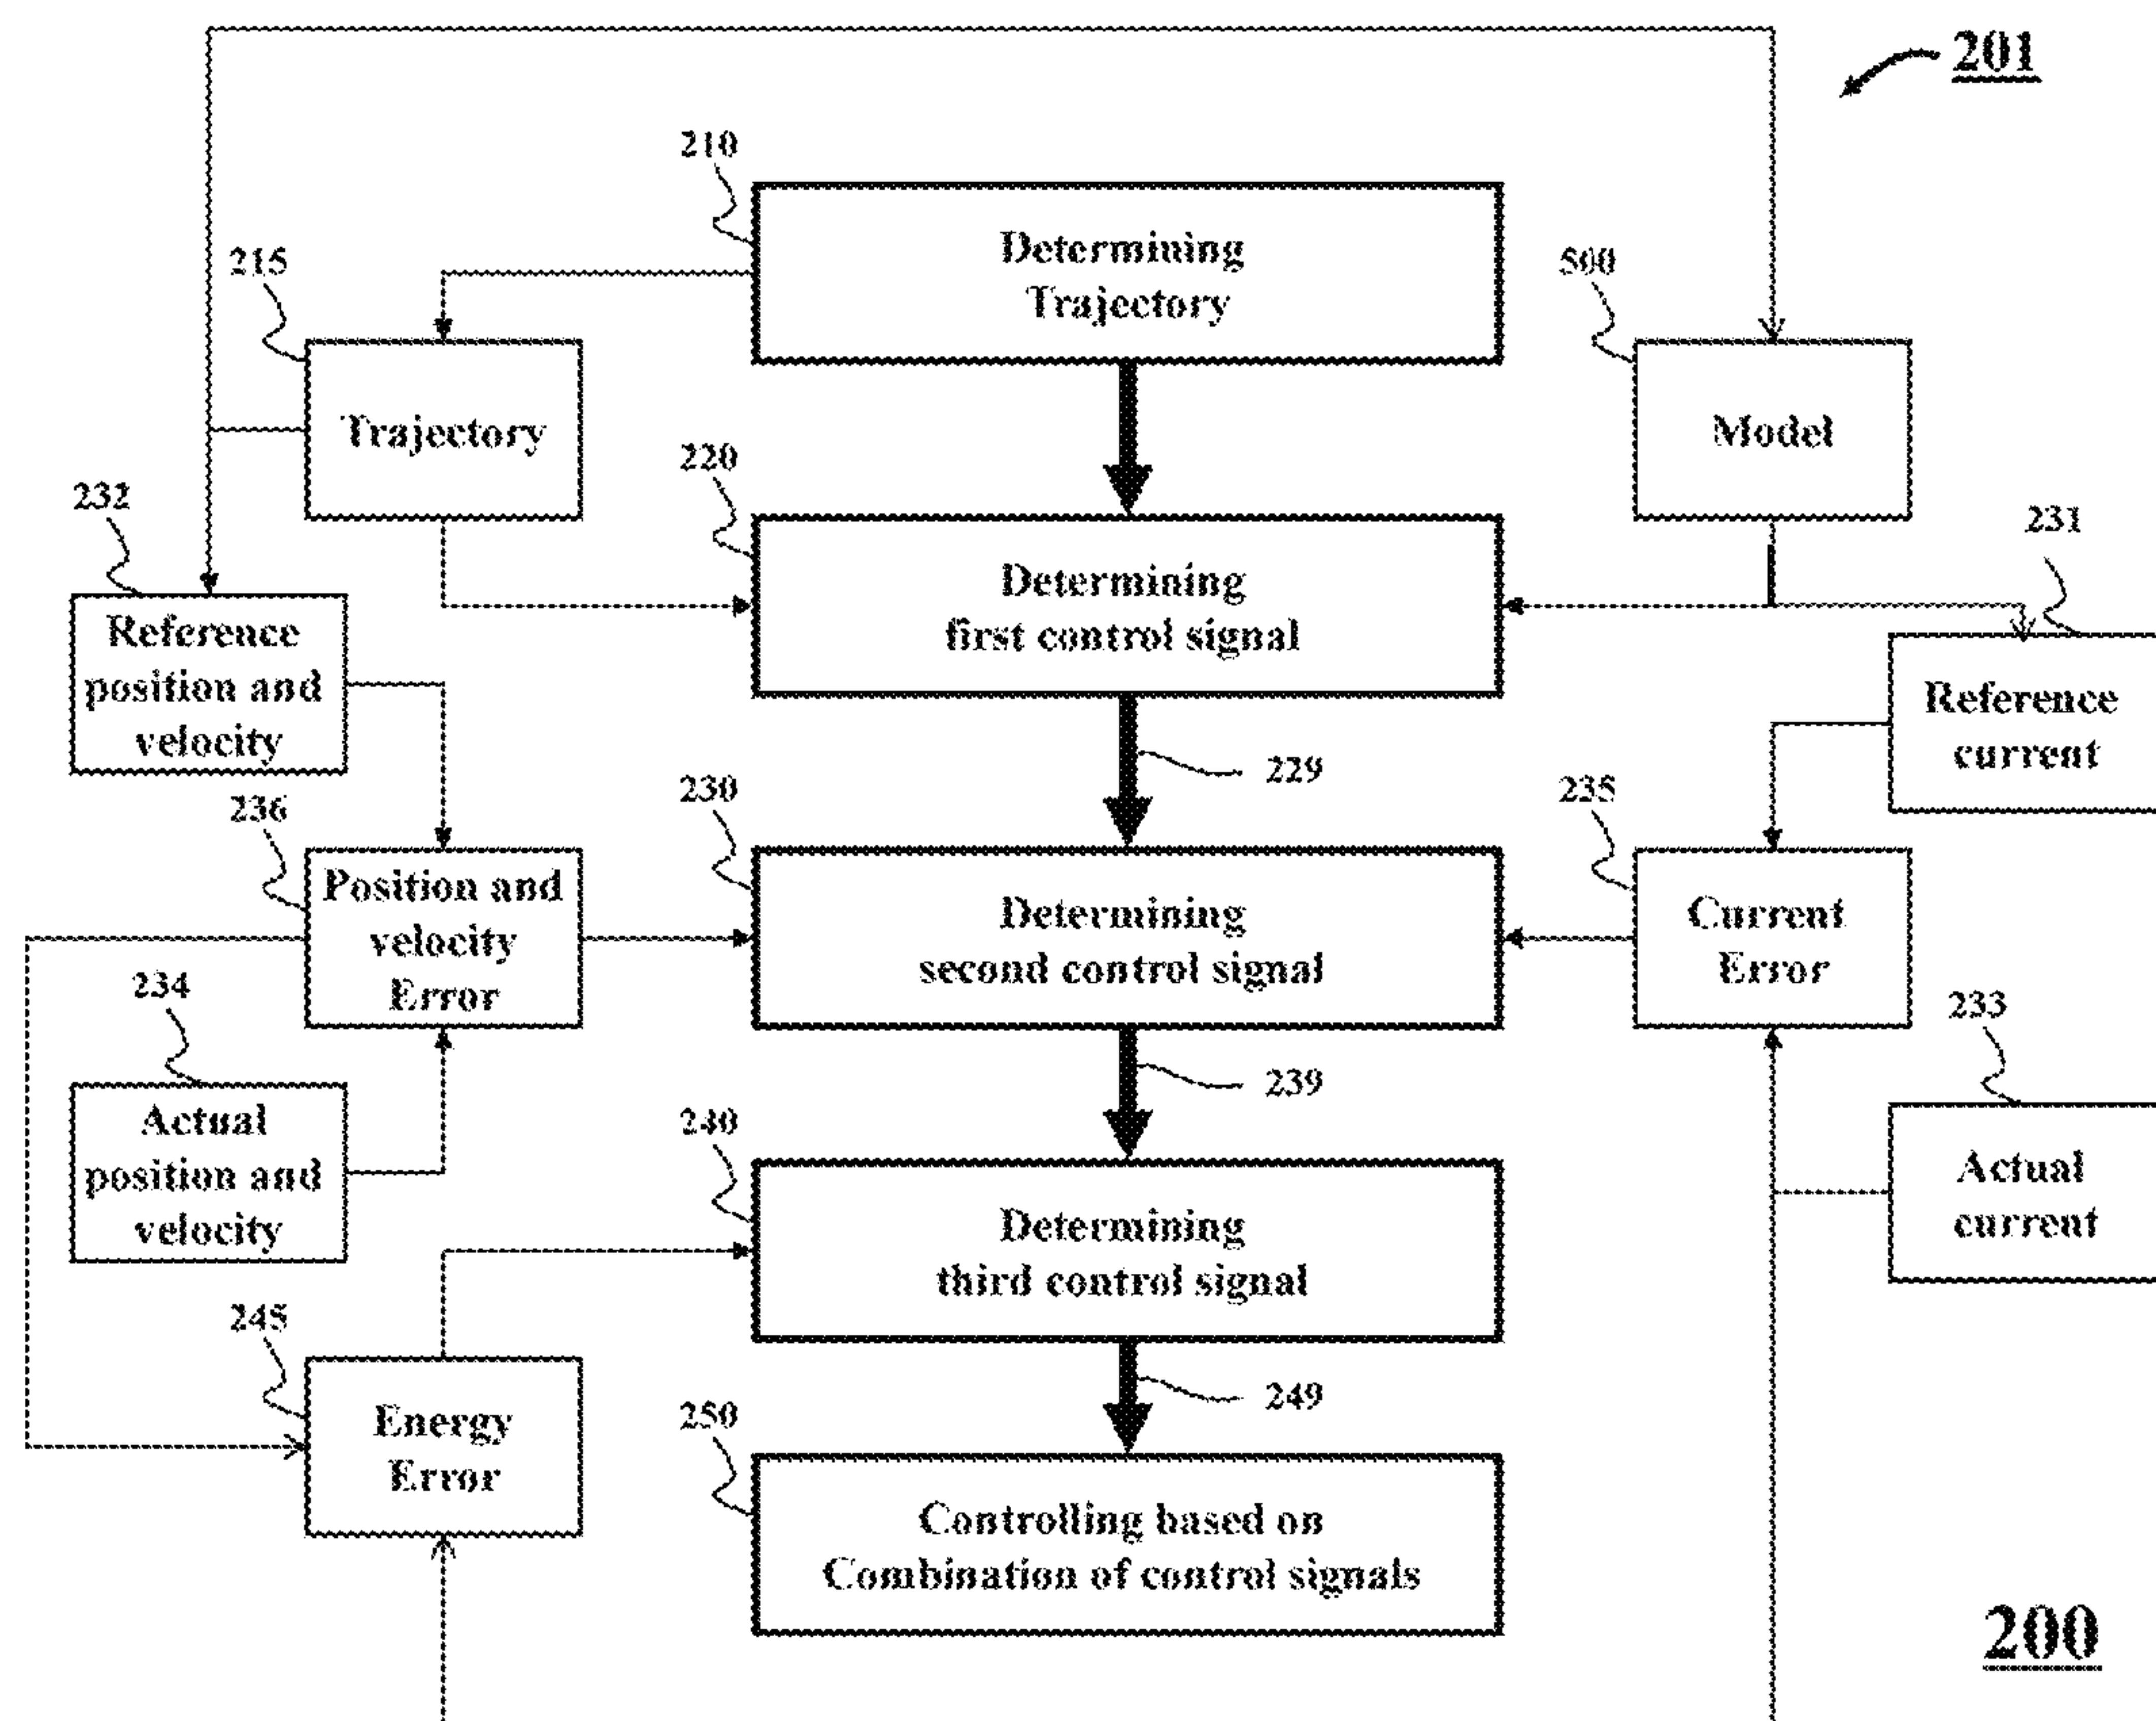 201
210
Determining
Trajectory
215
500
Trajectory
Model
220
232
231
Determining
first control signal
Reference
position and
velocity
Reference
current
229
236
230
235
Position and
velocity
Error
Determining
second control signal
Current
Error
234
233
239
240
Actual
position and
velocity
Actual
current
Determining
third control signal
245
249
250
Energy
Error
Controlling based on
Combination of control signals
200